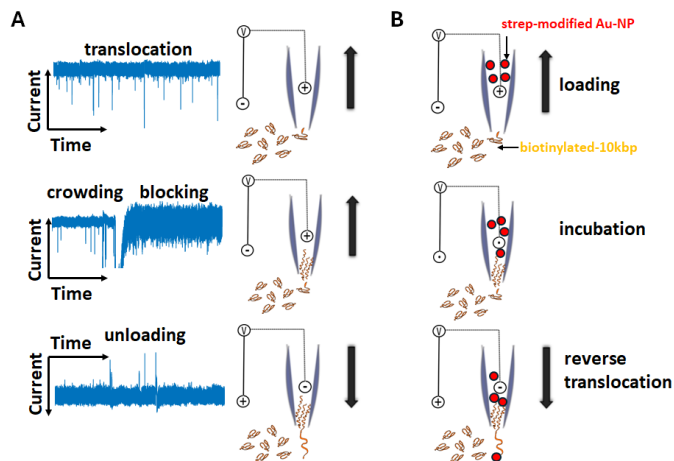 A
translocation
Current
Time
V
-
+
crowding blocking
Current
Time
V
-
+
Time
unloading
Current
V
+
-
B
strep-modified Au-NP
V
-
+
loading
biotinylated-10kbp
V
incubation
V
+
-
reverse
translocation